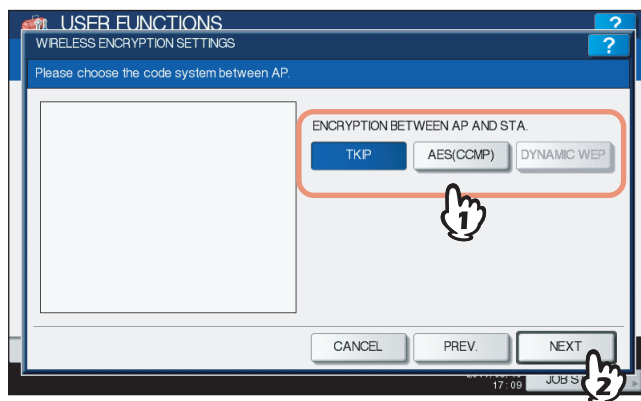 USER FUNCTIONS
?
WIRELESS ENCRYPTION SETTINGS
?
Please choose the code system between AP.
ENCRYPTION BETWEEN AP AND STA.
TKIP
AES(CCMP)
DYNAMIC WEP
1
CANCEL
PREV.
NEXT
17:09
JOB S
2